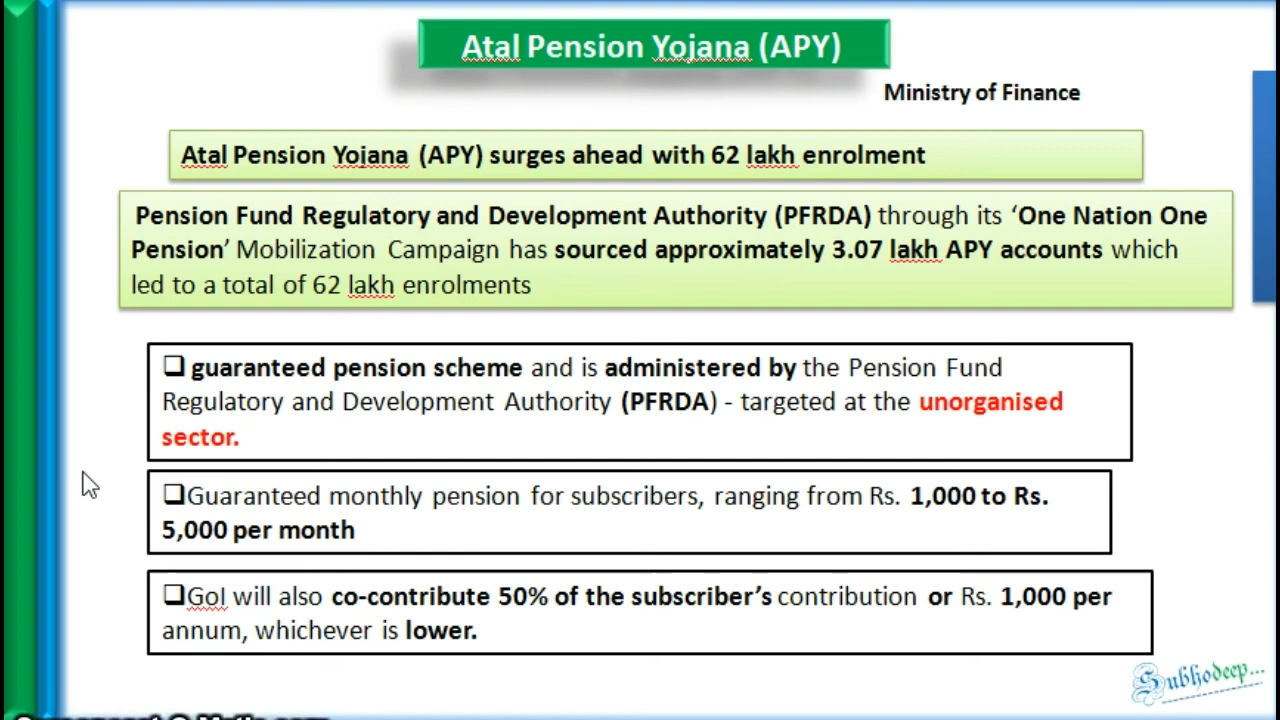 Atal Pension Yojana (APY)
Ministry of Finance
Atal Pension Yojana (APY) surges ahead with 62 lakh enrolment
Pension Fund Regulatory and Development Authority (PFRDA) through its ‘One Nation One
Pension’ Mobilization Campaign has sourced approximately 3.07 lakh APY accounts which
led to a total of 62 lakh enrolments
❑ guaranteed pension scheme and is administered by the Pension Fund
Regulatory and Development Authority (PFRDA) - targeted at the unorganised
sector.
❑Guaranteed monthly pension for subscribers, ranging from Rs. 1,000 to Rs.
5,000 per month
❑GoI will also co-contribute 50% of the subscriber’s contribution or Rs. 1,000 per
annum, whichever is lower.
Subhodeep...